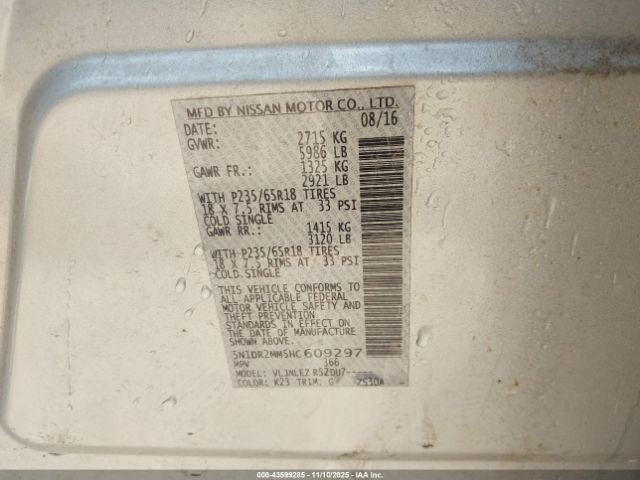 MFD BY NISSAN MOTOR CO., LTD.
DATE: 08/16
GVWR: 2715 KG
5986 LB
GAWR FR.: 1325 KG
2921 LB
WITH P235/65R18 TIRES
18 X 7.5 RIMS AT 33 PSI
COLD SINGLE
GAWR RR.: 1415 KG
3120 LB
WITH P235/65R18 TIRES
18 X 7.5 RIMS AT 33 PSI
COLD SINGLE
THIS VEHICLE CONFORMS TO
ALL APPLICABLE FEDERAL
MOTOR VEHICLE SAFETY AND
THEFT PREVENTION
STANDARDS IN EFFECT ON
THE DATE OF MANUFACTURE
SHOWN ABOVE.
5N1DR2MM5HC609297
MPV 366
MODEL: VLJNLEZ R52DU7-----
COLOR: K23 TRIM: G
000-43599285 - 11/10/2025 - IAA Inc.